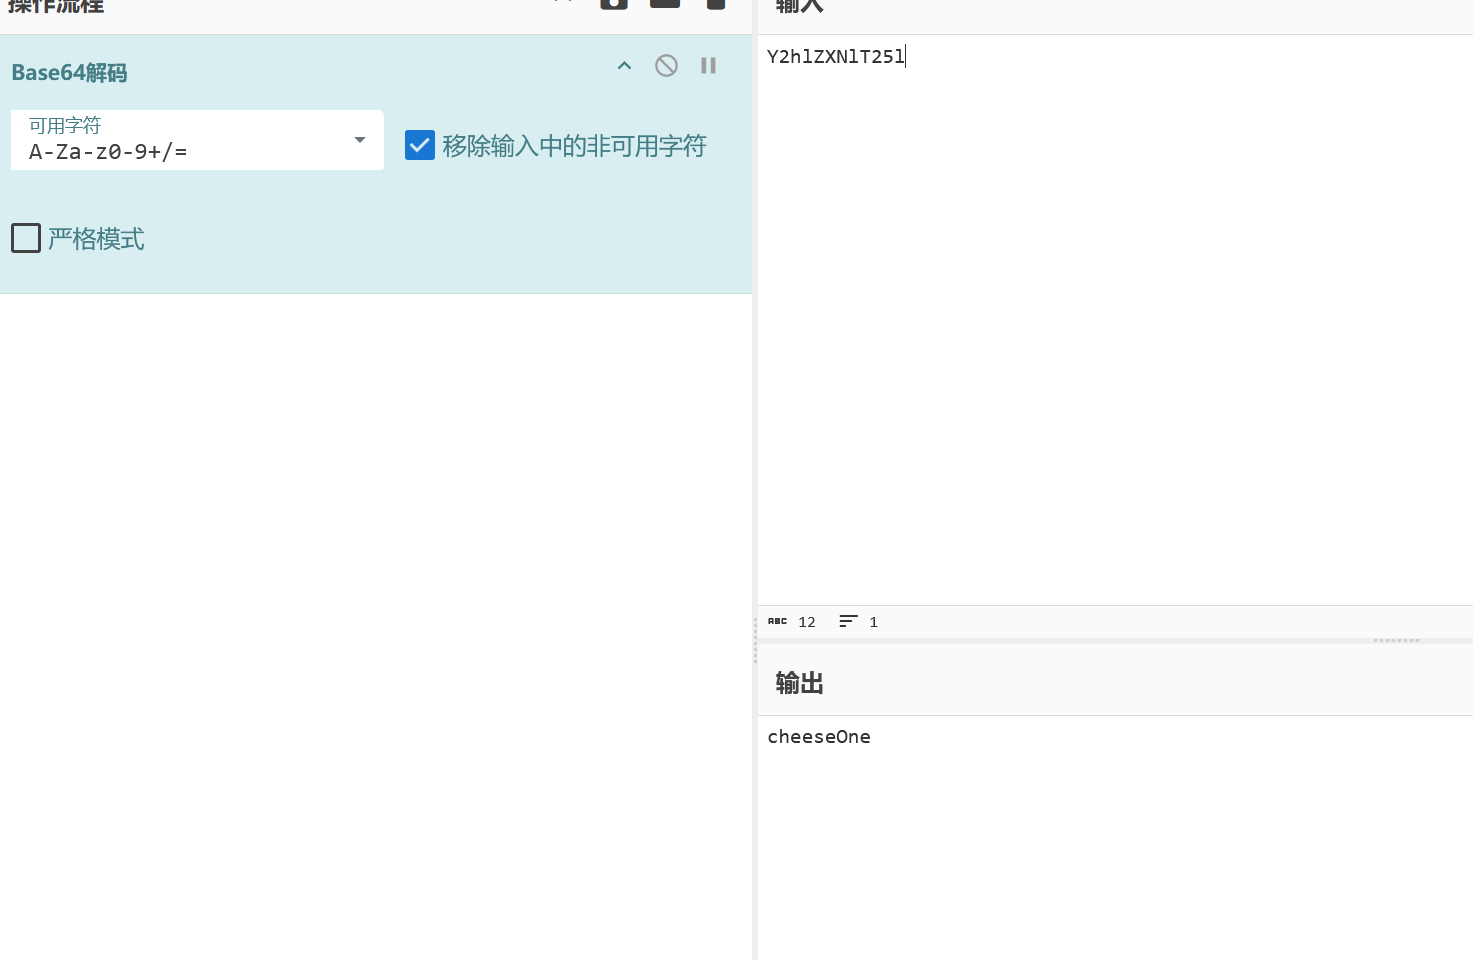 操作流程
Base64解码
可用字符
A-Za-z0-9+/=
移除输入中的非可用字符
严格模式
输入
Y2hlZXNlT25l
ABC 12 1
输出
cheeseOne